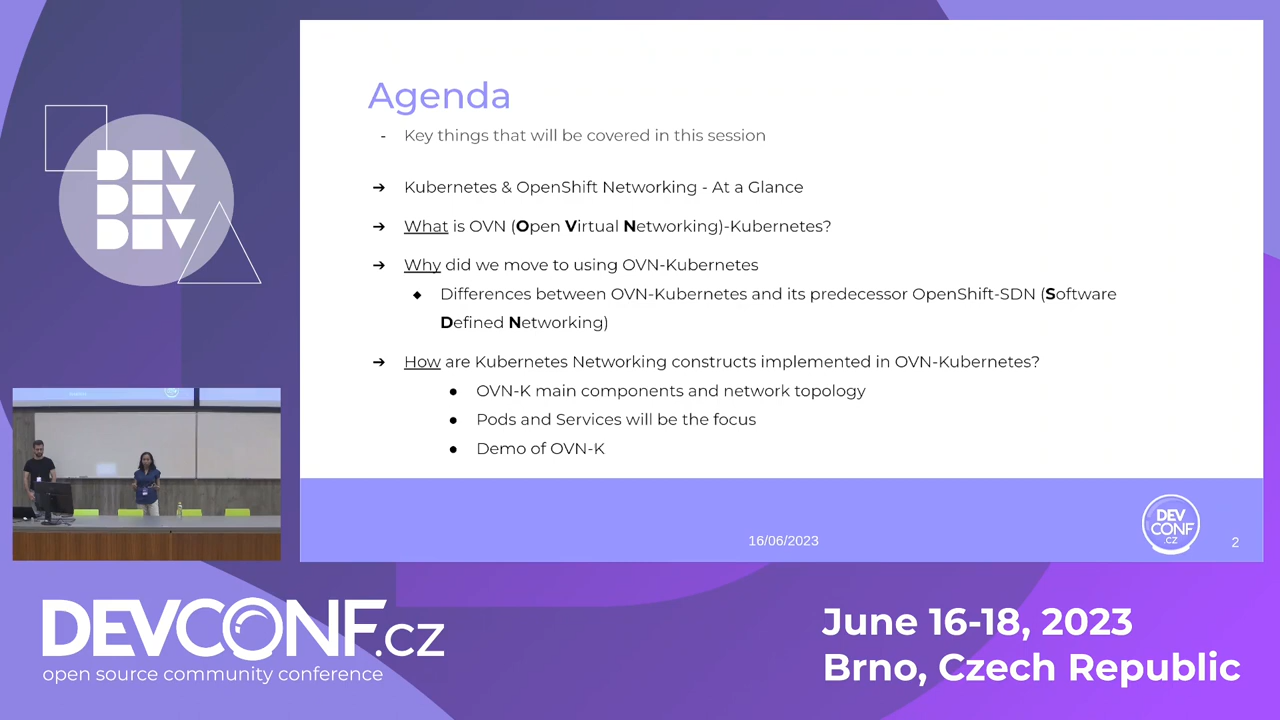 DEV
DEV
DEV
Agenda
- Key things that will be covered in this session
➔ Kubernetes & OpenShift Networking - At a Glance
➔ What is OVN (Open Virtual Networking)-Kubernetes?
➔ Why did we move to using OVN-Kubernetes
◆ Differences between OVN-Kubernetes and its predecessor OpenShift-SDN (Software
Defined Networking)
➔ How are Kubernetes Networking constructs implemented in OVN-Kubernetes?
● OVN-K main components and network topology
● Pods and Services will be the focus
● Demo of OVN-K
16/06/2023
DEV
CONF
.CZ
2
DEVCONF.cz
open source community conference
June 16-18, 2023
Brno, Czech Republic